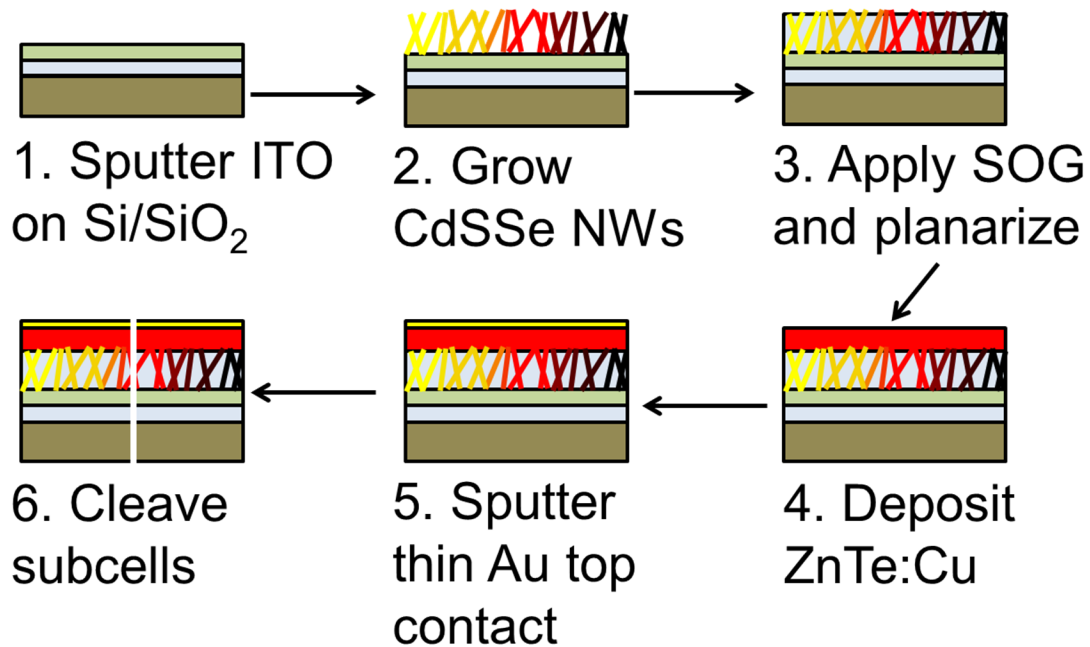 1. Sputter ITO
on Si/SiO₂
2. Grow
CdSSe NWs
3. Apply SOG
and planarize
4. Deposit
ZnTe:Cu
5. Sputter
thin Au top
contact
6. Cleave
subcells